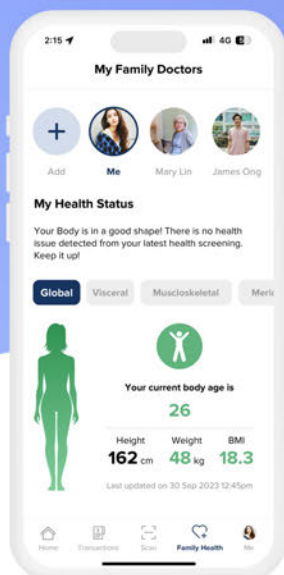 2:15 4G
My Family Doctors
Add Me Mary Lin James Ong
My Health Status
Your Body is in a good shape! There is no health
issue detected from your latest health screening.
Keep it up!
Global Visceral Muscloskeletal Meric
Your current body age is
26
Height Weight BMI
162 cm 48 kg 18.3
Last updated on 30 Sep 2023 12:45pm
Home Transactions Scan Family Health Me